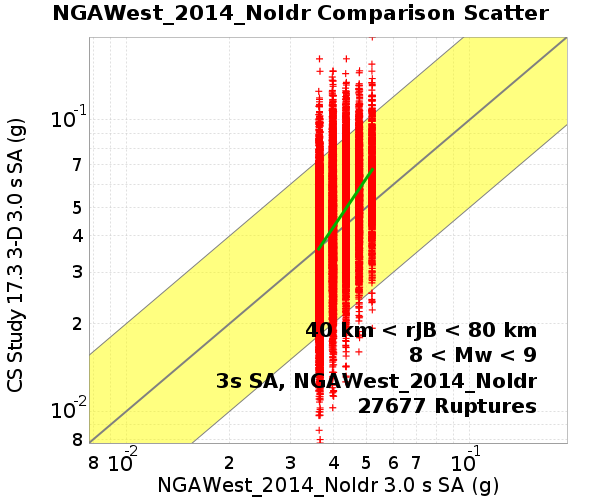 NGAWest_2014_NoIdr Comparison Scatter
CS Study 17.3 3-D 3.0 s SA (g)
10-1
7
5
4
3
2
10-2
8
40 km < rJB < 80 km
8 < Mw < 9
3s SA, NGAWest_2014_NoIdr
27677 Ruptures
8 10-2 2 3 4 5 6 7 10-1
NGAWest_2014_NoIdr 3.0 s SA (g)